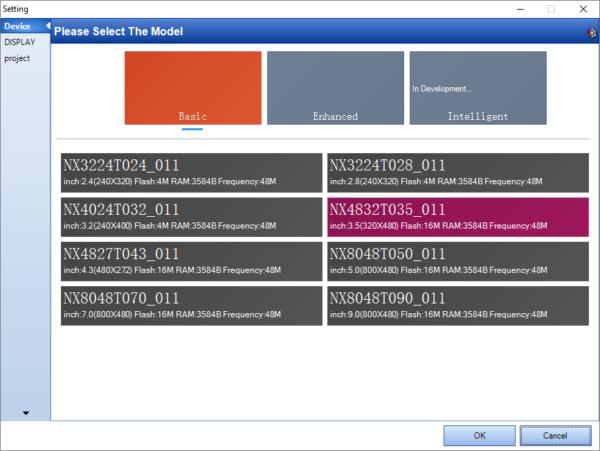 Setting
Device
DISPLAY
project
Please Select The Model
Basic
Enhanced
In Development...
Intelligent
NX3224T024_011
inch:2.4(240X320) Flash:4M RAM:3584B Frequency:48M
NX3224T028_011
inch:2.8(240X320) Flash:4M RAM:3584B Frequency:48M
NX4024T032_011
inch:3.2(240X400) Flash:4M RAM:3584B Frequency:48M
NX4832T035_011
inch:3.5(320X480) Flash:16M RAM:3584B Frequency:48M
NX4827T043_011
inch:4.3(480X272) Flash:16M RAM:3584B Frequency:48M
NX8048T050_011
inch:5.0(800X480) Flash:16M RAM:3584B Frequency:48M
NX8048T070_011
inch:7.0(800X480) Flash:16M RAM:3584B Frequency:48M
NX8048T090_011
inch:9.0(800X480) Flash:16M RAM:3584B Frequency:48M
OK
Cancel